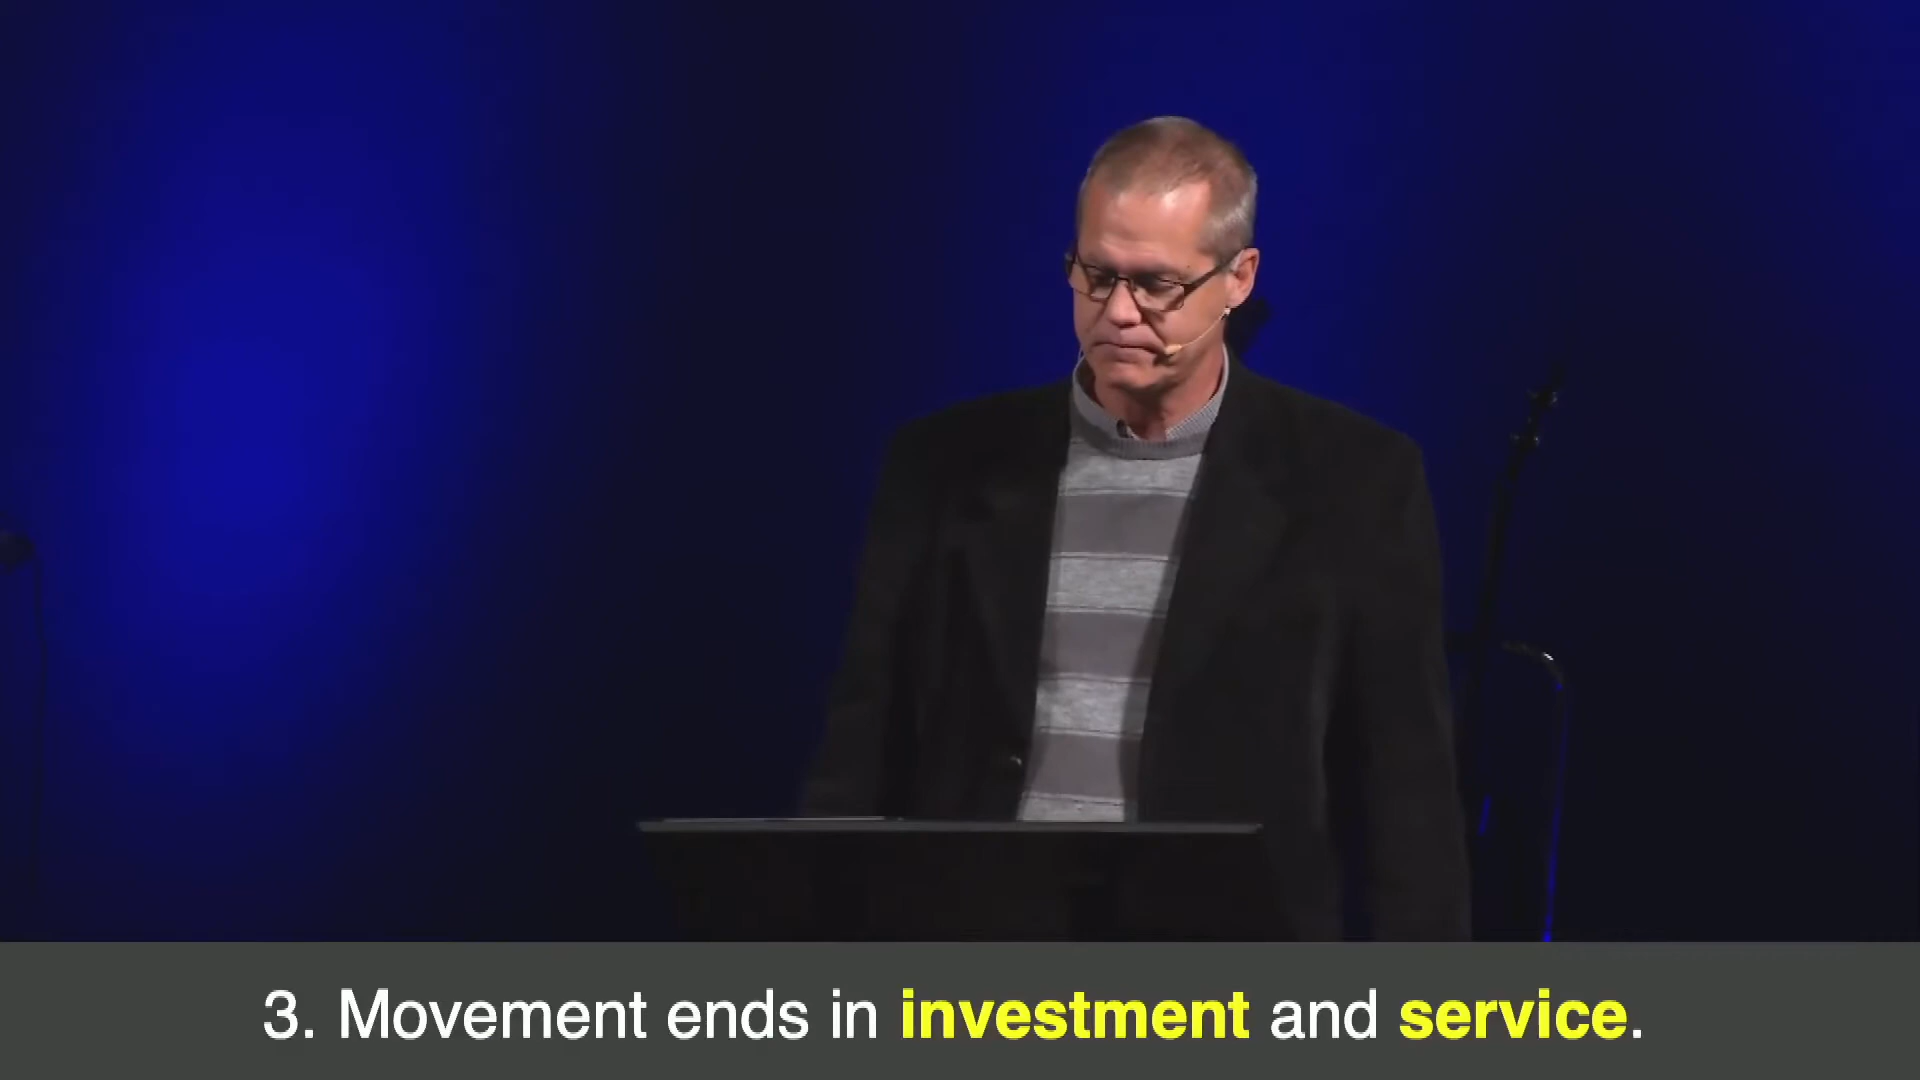 3. Movement ends in investment and service.